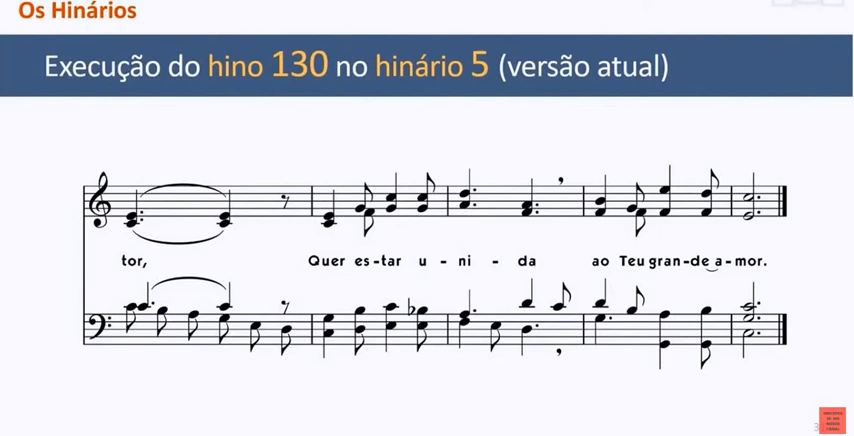 Os Hinários
Execução do hino 130 no hinário 5 (versão atual)
tor, Quer es-tar u - ni - da ao Teu gran-de a-mor.